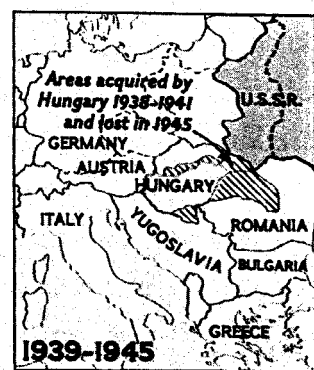 Areas acquired by
Hungary 1938-1941
and lost in 1945
U.S.S.R.
GERMANY
AUSTRIA
HUNGARY
ITALY
YUGOSLAVIA
ROMANIA
BULGARIA
GREECE
1939-1945